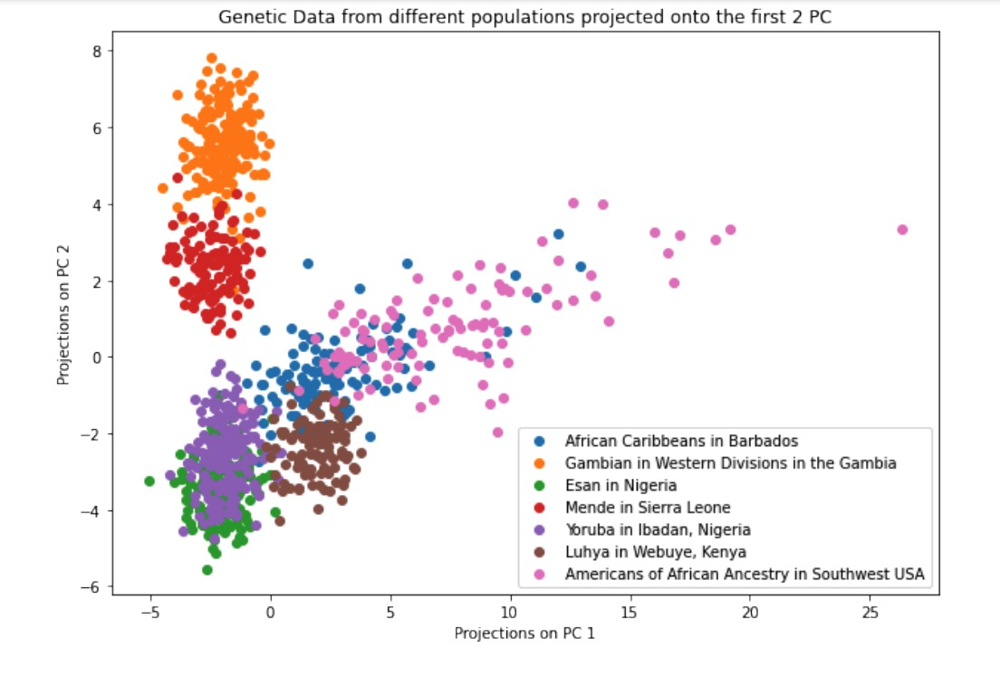 Genetic Data from different populations projected onto the first 2 PC
8
6
4
2
0
−2
−4
−6
Projections on PC 2
African Caribbeans in Barbados
Gambian in Western Divisions in the Gambia
Esan in Nigeria
Mende in Sierra Leone
Yoruba in Ibadan, Nigeria
Luhya in Webuye, Kenya
Americans of African Ancestry in Southwest USA
−5 0 5 10 15 20 25
Projections on PC 1